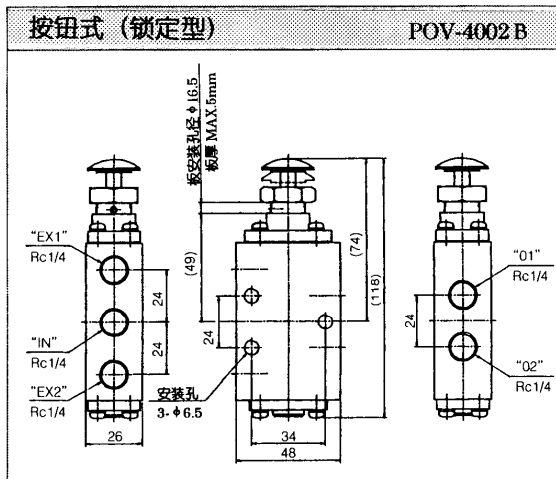 按钮式（锁定型）
POV-4002 B
板安装孔径 φ16.5
板厚 MAX.5mm
"EX1"
Rc1/4
"IN"
Rc1/4
"EX2"
Rc1/4
24
24
26
(49)
24
安装孔
3-φ6.5
34
48
(74)
(118)
"01"
Rc1/4
24
"02"
Rc1/4